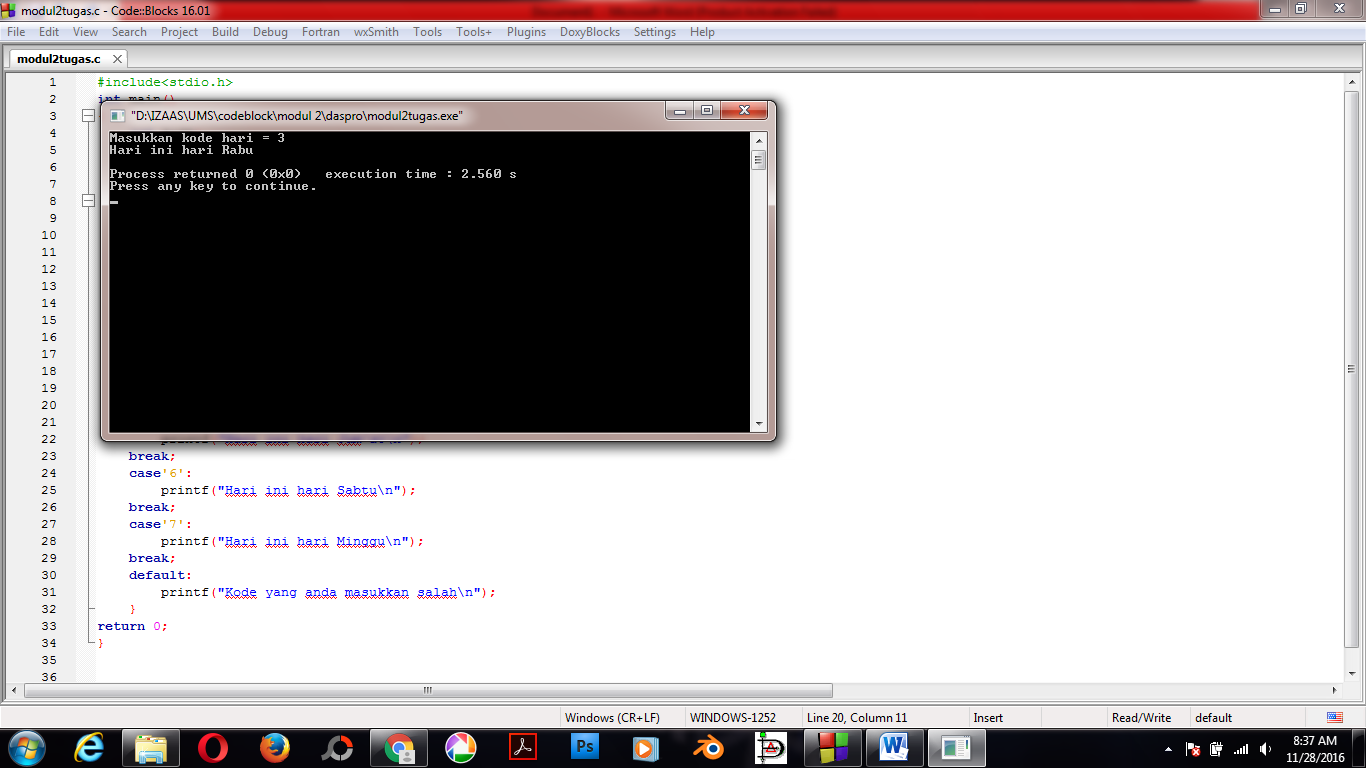 modul2tugas.c - Code::Blocks 16.01
File Edit View Search Project Build Debug Fortran wxSmith Tools Tools+ Plugins DoxyBlocks Settings Help
modul2tugas.c
1 #include<stdio.h>
2 int main()
3
"D:\IZAAS\UMS\codeblock\modul 2\daspro\modul2tugas.exe"
4
Masukkan kode hari = 3
5
Hari ini hari Rabu
6
Process returned 0 (0x0) execution time : 2.560 s
7
Press any key to continue.
8
9
10
11
12
13
14
15
16
17
18
19
20
21
22
23 break;
24 case'6':
25 printf("Hari ini hari Sabtu\n");
26 break;
27 case'7':
28 printf("Hari ini hari Minggu\n");
29 break;
30 default:
31 printf("Kode yang anda masukkan salah\n");
32 }
33 return 0;
34 }
35
36
Windows (CR+LF) WINDOWS-1252 Line 20, Column 11 Insert Read/Write default
Ps
W
8:37 AM
11/28/2016